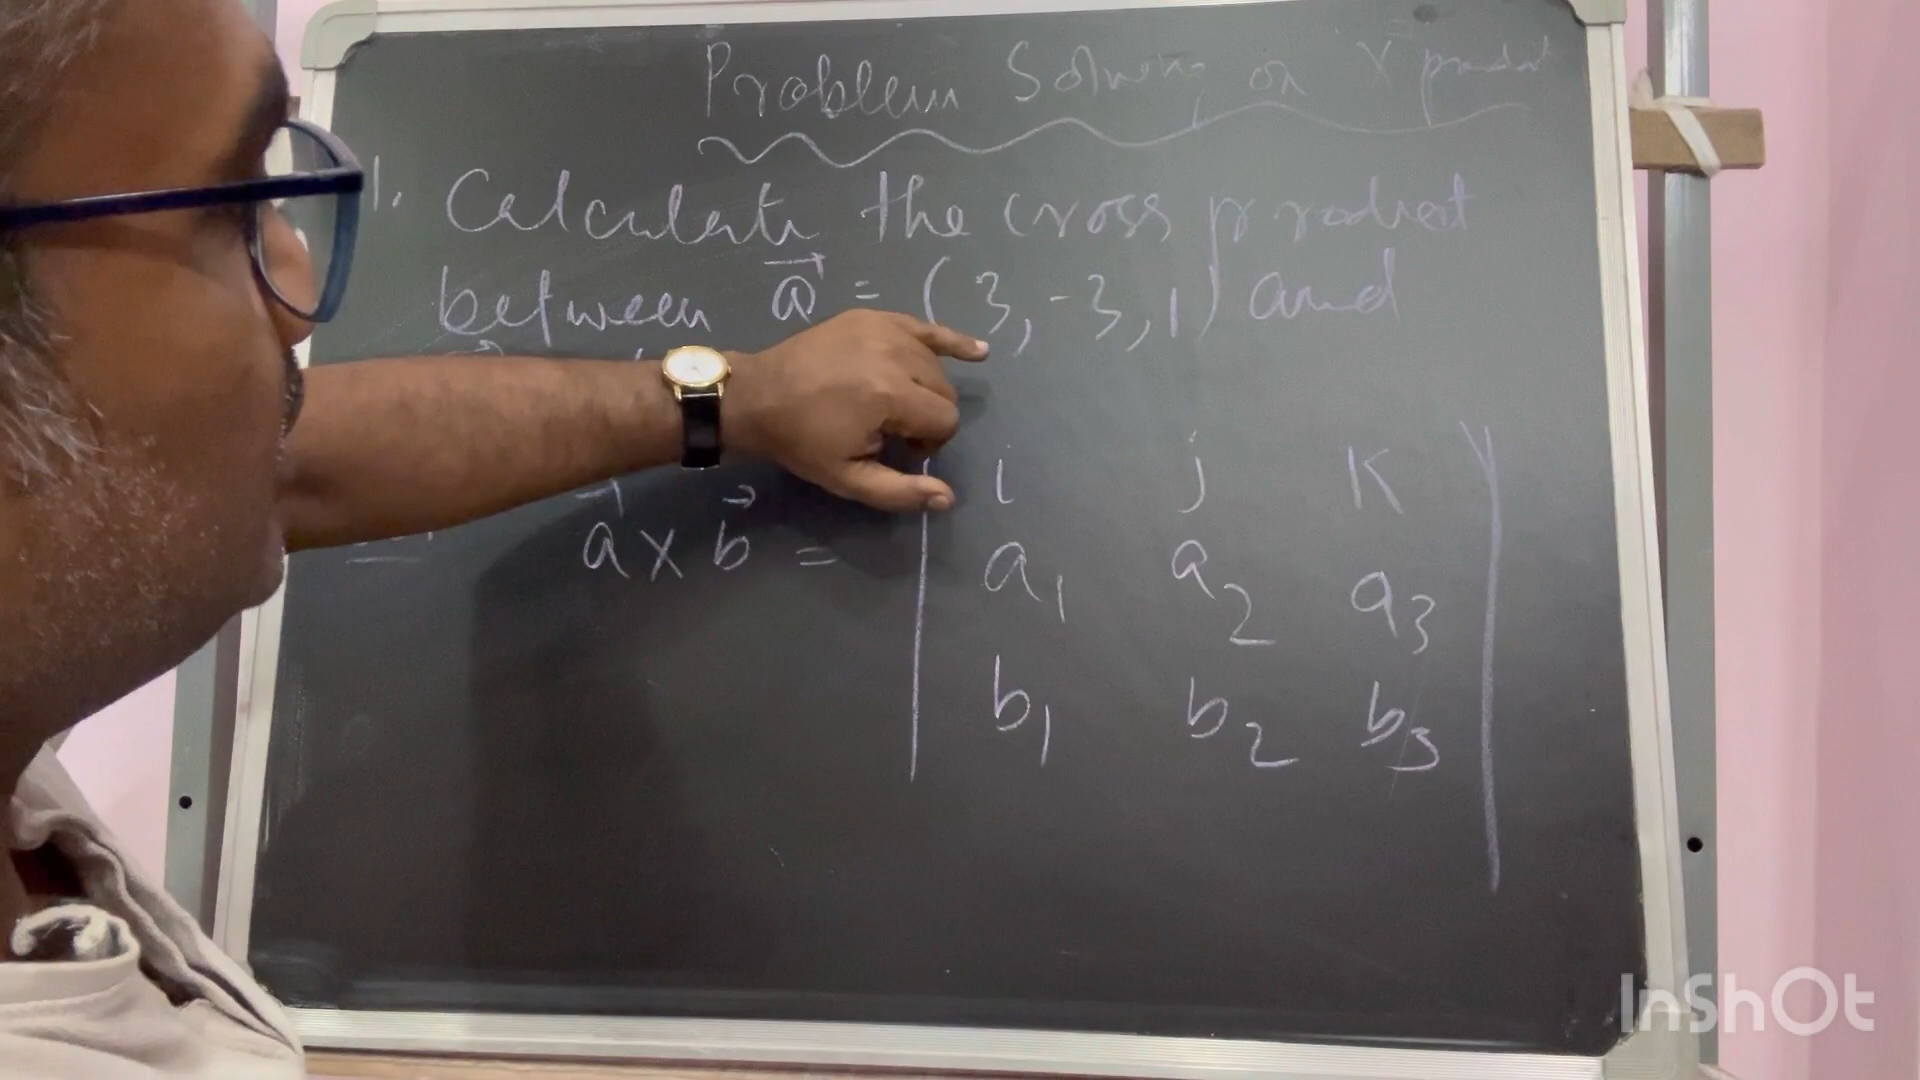 Problem Solving on X product
1. Calculate the cross product
between a⃗ = (3, -3, 1) and
i j K
a⃗ x b⃗ = a1 a2 a3
b1 b2 b3
InShOt